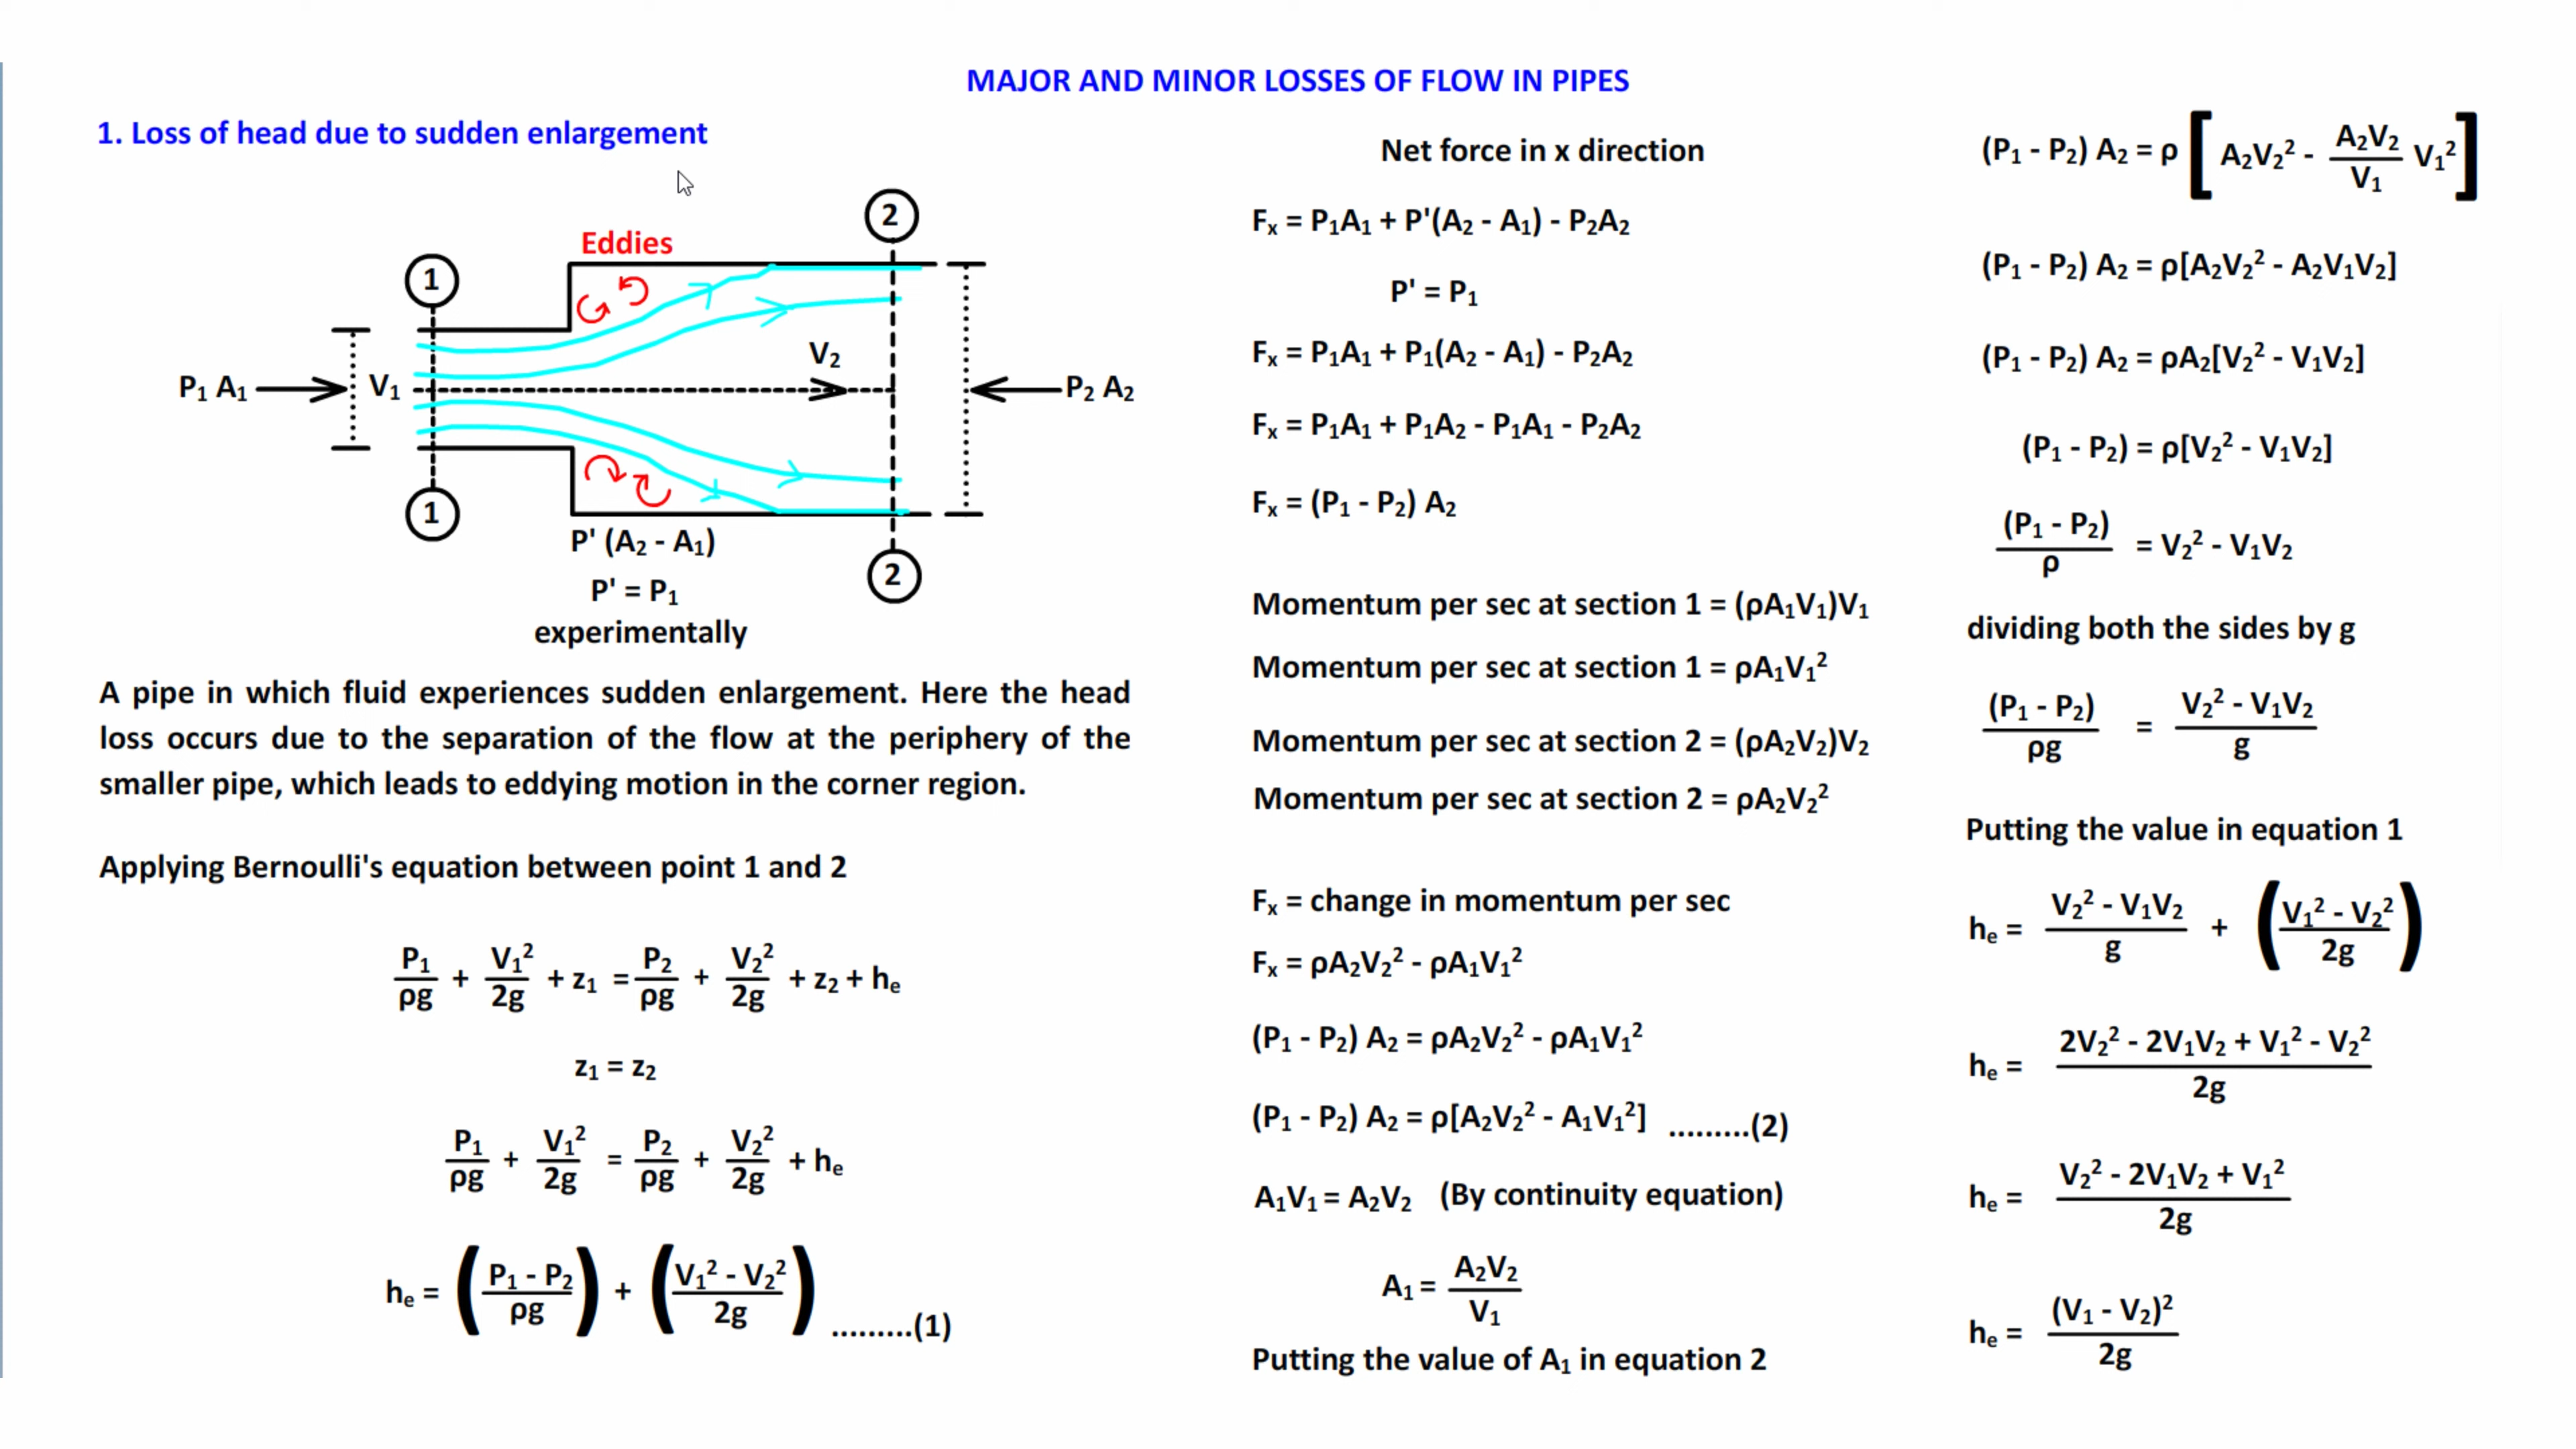 MAJOR AND MINOR LOSSES OF FLOW IN PIPES
1. Loss of head due to sudden enlargement
2
Eddies
1
V₂
P₁ A₁
V₁
P₂ A₂
1
P' (A₂ - A₁)
2
P' = P₁
experimentally
A pipe in which fluid experiences sudden enlargement. Here the head
loss occurs due to the separation of the flow at the periphery of the
smaller pipe, which leads to eddying motion in the corner region.
Applying Bernoulli's equation between point 1 and 2
P₁/ρg + V₁²/2g + z₁ = P₂/ρg + V₂²/2g + z₂ + hₑ
z₁ = z₂
P₁/ρg + V₁²/2g = P₂/ρg + V₂²/2g + hₑ
hₑ = (P₁ - P₂/ρg) + (V₁² - V₂²/2g) .........(1)
Net force in x direction
Fₓ = P₁A₁ + P'(A₂ - A₁) - P₂A₂
P' = P₁
Fₓ = P₁A₁ + P₁(A₂ - A₁) - P₂A₂
Fₓ = P₁A₁ + P₁A₂ - P₁A₁ - P₂A₂
Fₓ = (P₁ - P₂) A₂
Momentum per sec at section 1 = (ρA₁V₁)V₁
Momentum per sec at section 1 = ρA₁V₁²
Momentum per sec at section 2 = (ρA₂V₂)V₂
Momentum per sec at section 2 = ρA₂V₂²
Fₓ = change in momentum per sec
Fₓ = ρA₂V₂² - ρA₁V₁²
(P₁ - P₂) A₂ = ρA₂V₂² - ρA₁V₁²
(P₁ - P₂) A₂ = ρ[A₂V₂² - A₁V₁²] .........(2)
A₁V₁ = A₂V₂ (By continuity equation)
A₁ = A₂V₂/V₁
Putting the value of A₁ in equation 2
(P₁ - P₂) A₂ = ρ [A₂V₂² - A₂V₂/V₁ V₁²]
(P₁ - P₂) A₂ = ρ[A₂V₂² - A₂V₁V₂]
(P₁ - P₂) A₂ = ρA₂[V₂² - V₁V₂]
(P₁ - P₂) = ρ[V₂² - V₁V₂]
(P₁ - P₂)/ρ = V₂² - V₁V₂
dividing both the sides by g
(P₁ - P₂)/ρg = V₂² - V₁V₂/g
Putting the value in equation 1
hₑ = V₂² - V₁V₂/g + (V₁² - V₂²/2g)
hₑ = 2V₂² - 2V₁V₂ + V₁² - V₂²/2g
hₑ = V₂² - 2V₁V₂ + V₁²/2g
hₑ = (V₁ - V₂)²/2g